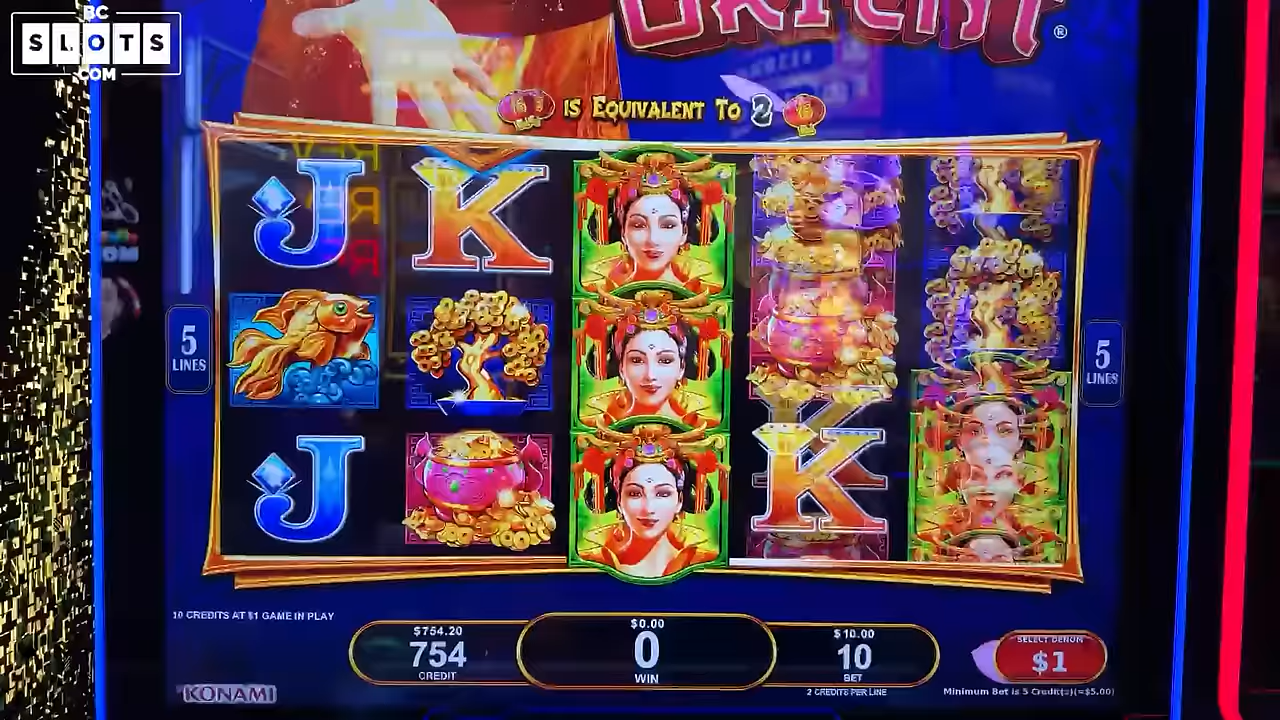 BC
SLOTS
COM
ORIENT®
IS EQUIVALENT TO 2
J
K
5
LINES
5
LINES
J
K
10 CREDITS AT $1 GAME IN PLAY
$754.20
754
CREDIT
$0.00
0
WIN
$10.00
10
BET
2 CREDITS PER LINE
SELECT DENOM
$1
Minimum Bet is 5 Credit(s)(=$5.00)
KONAMI